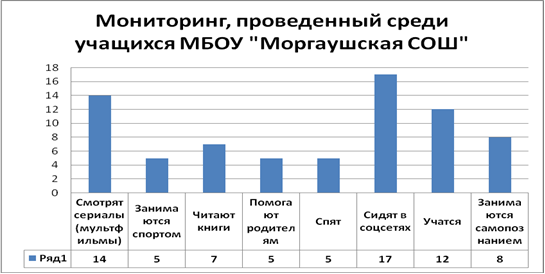 Мониторинг, проведенный среди
учащихся МБОУ "Моргаушская СОШ"
18
16
14
12
10
8
6
4
2
0
Смотрят сериалы (мультф ильмы)
Занима ются спортом
Читают книги
Помога ют родител ям
Спят
Сидят в соцсетях
Учатся
Занима ются самопоз нанием
Ряд1 14 5 7 5 5 17 12 8